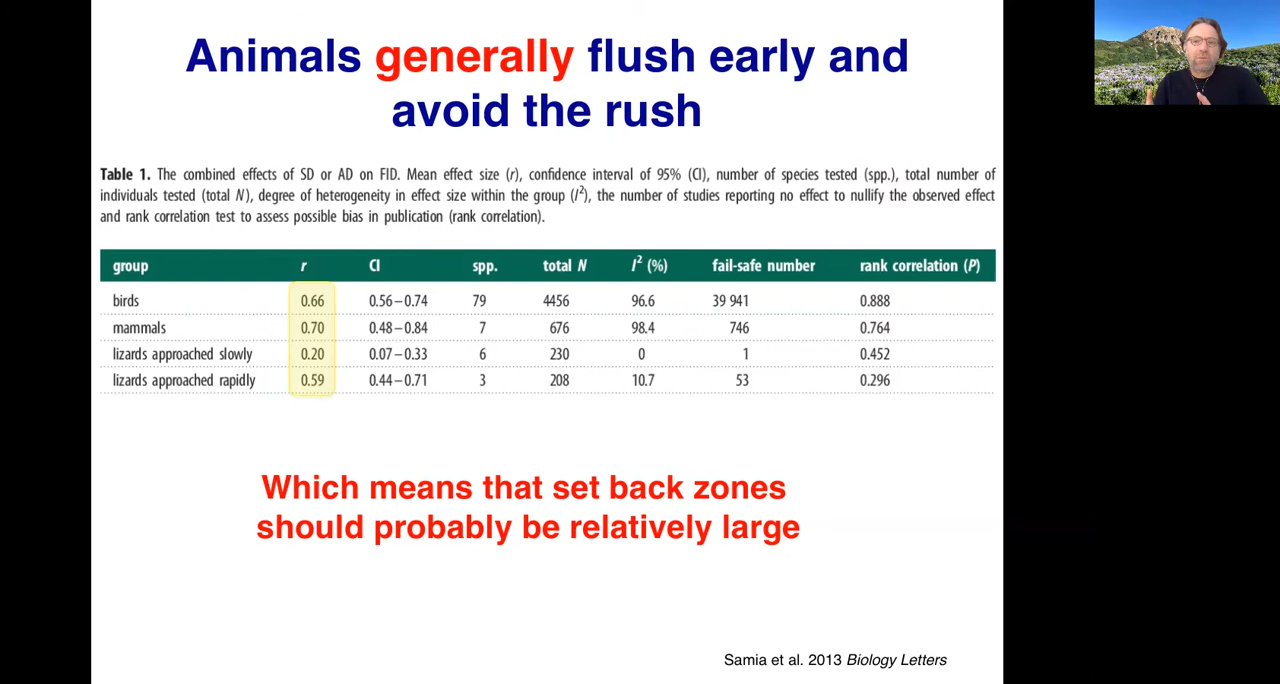 Animals generally flush early and
avoid the rush
Table 1. The combined effects of SD or AD on FID. Mean effect size (r), confidence interval of 95% (CI), number of species tested (spp.), total number of
individuals tested (total N), degree of heterogeneity in effect size within the group (I²), the number of studies reporting no effect to nullify the observed effect
and rank correlation test to assess possible bias in publication (rank correlation).
group r CI spp. total N I² (%) fail-safe number rank correlation (P)
birds 0.66 0.56–0.74 79 4456 96.6 39 941 0.888
mammals 0.70 0.48–0.84 7 676 98.4 746 0.764
lizards approached slowly 0.20 0.07–0.33 6 230 0 1 0.452
lizards approached rapidly 0.59 0.44–0.71 3 208 10.7 53 0.296
Which means that set back zones
should probably be relatively large
Samia et al. 2013 Biology Letters